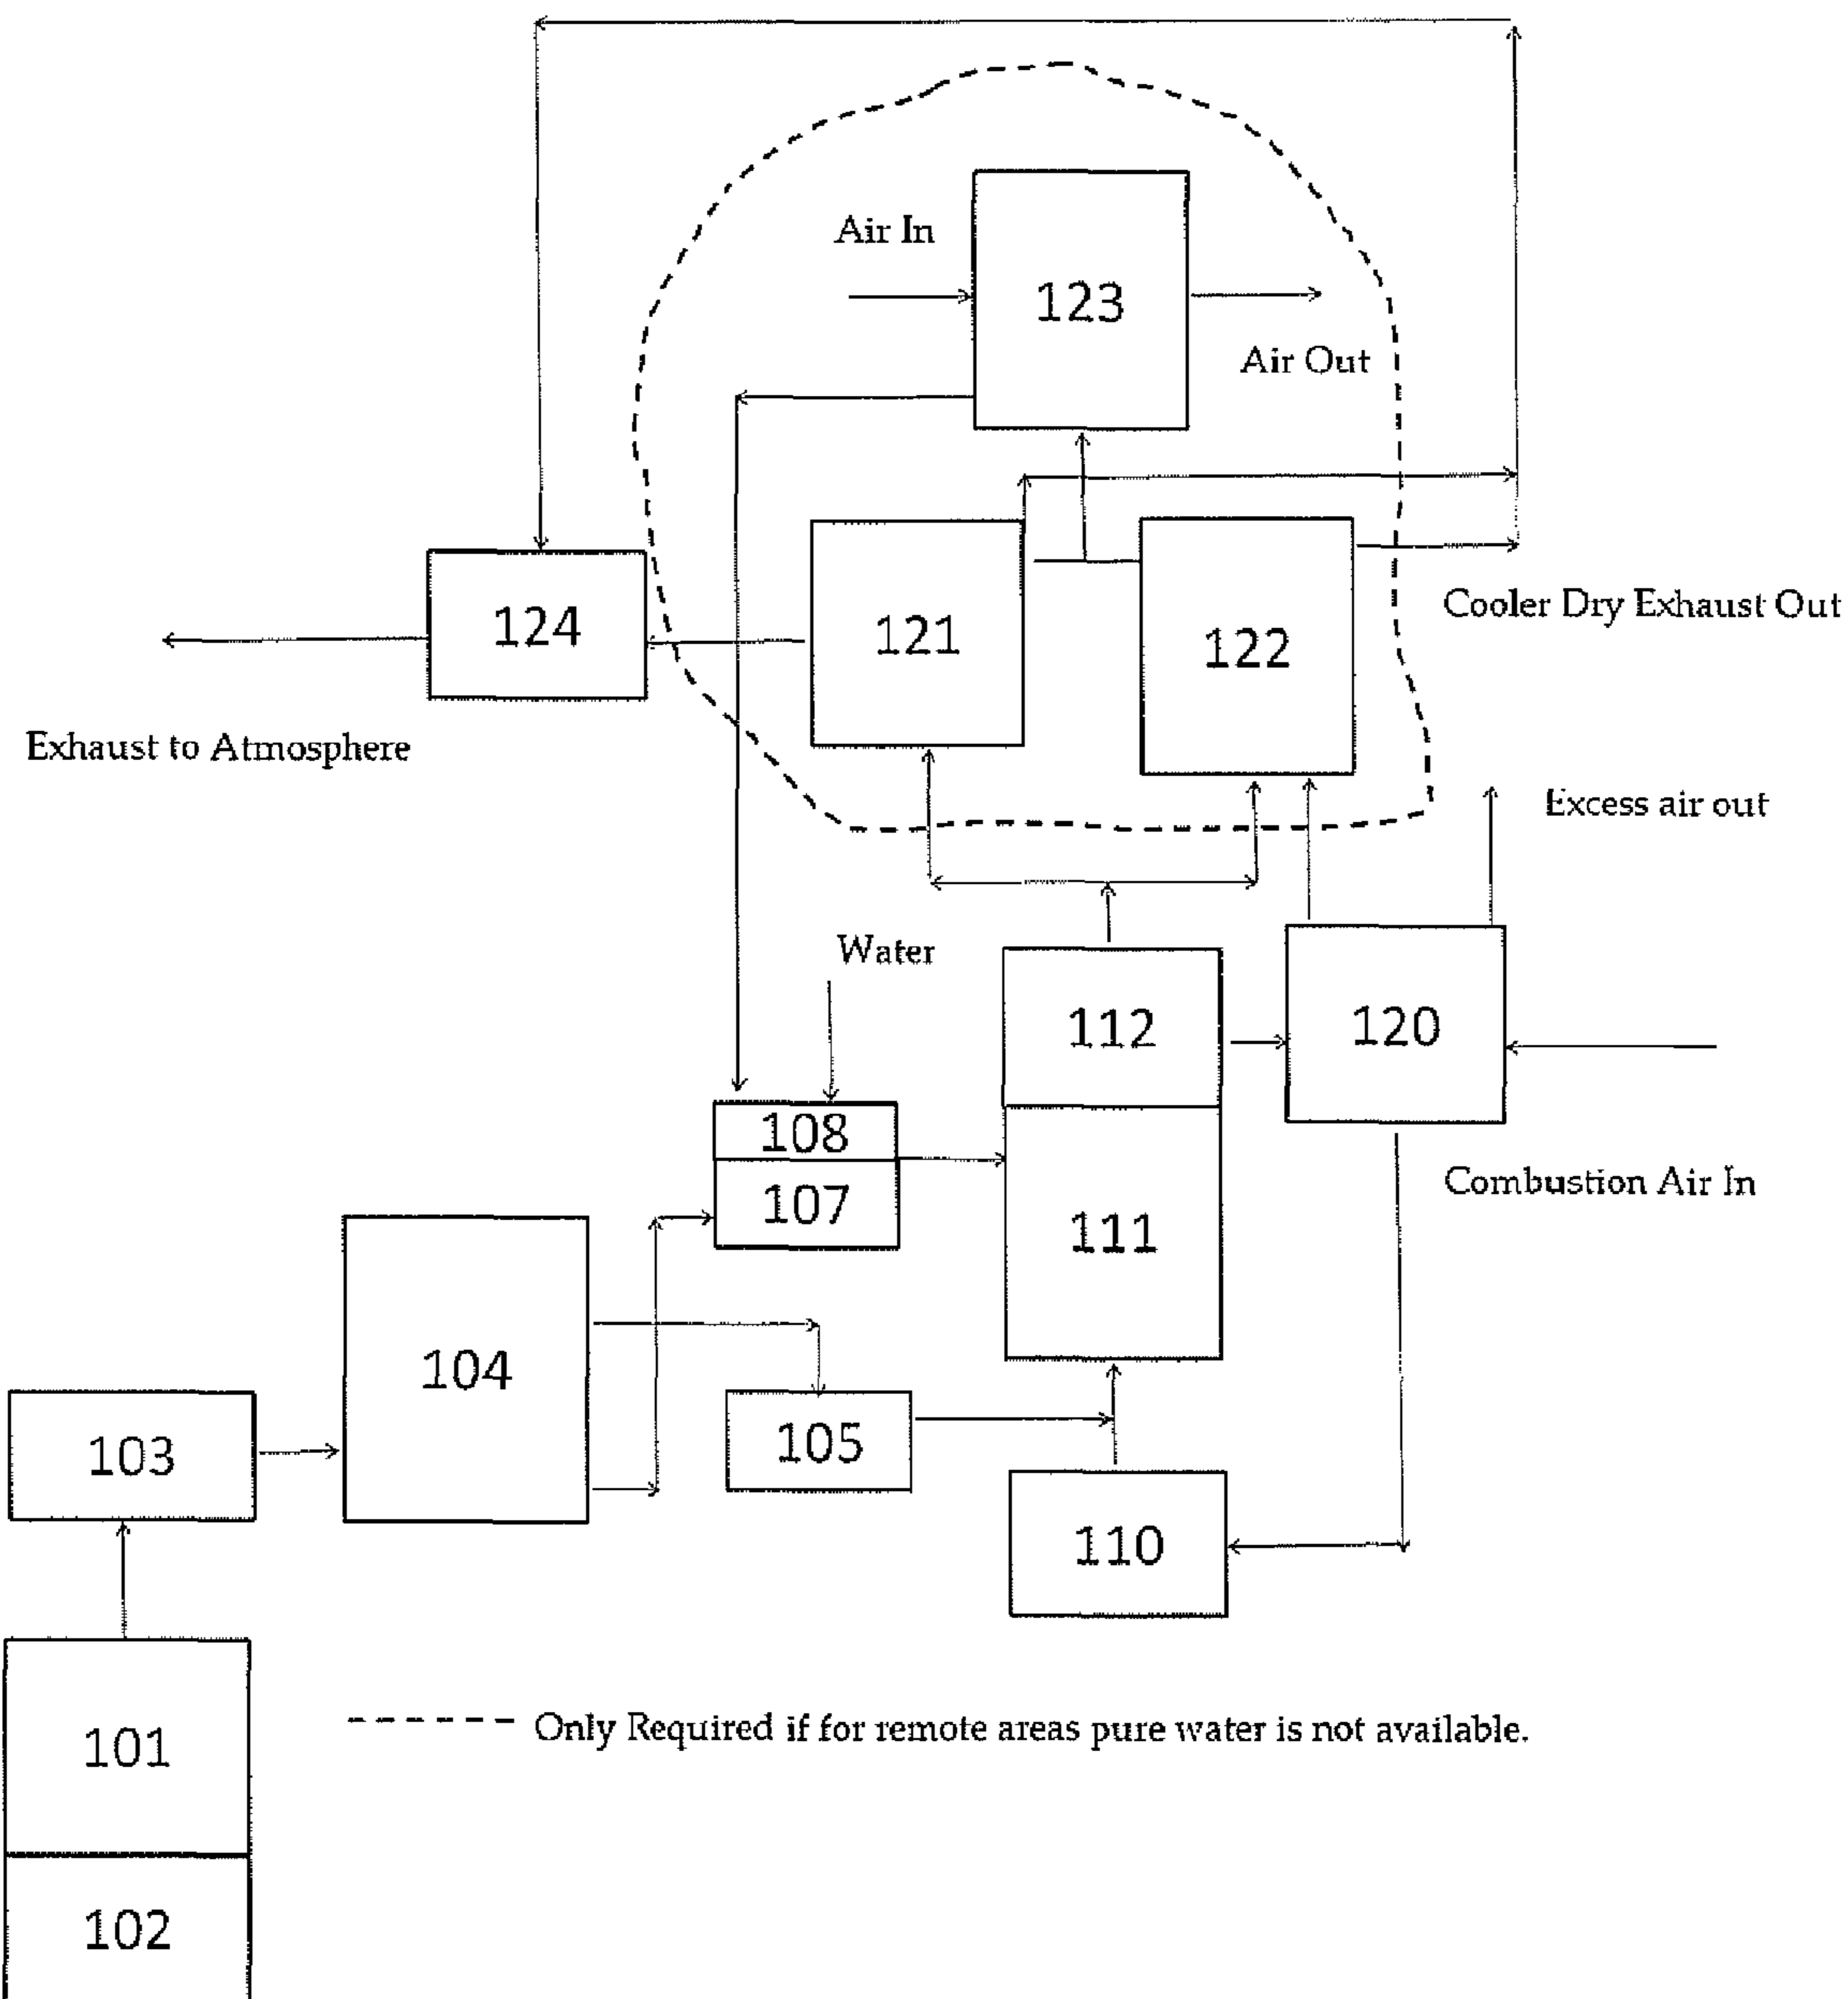 Air In
123
Air Out
124
121
122
Cooler Dry Exhaust Out
Exhaust to Atmosphere
Excess air out
Water
112
120
108
107
111
Combustion Air In
104
103
105
110
101
Only Required if for remote areas pure water is not available.
102